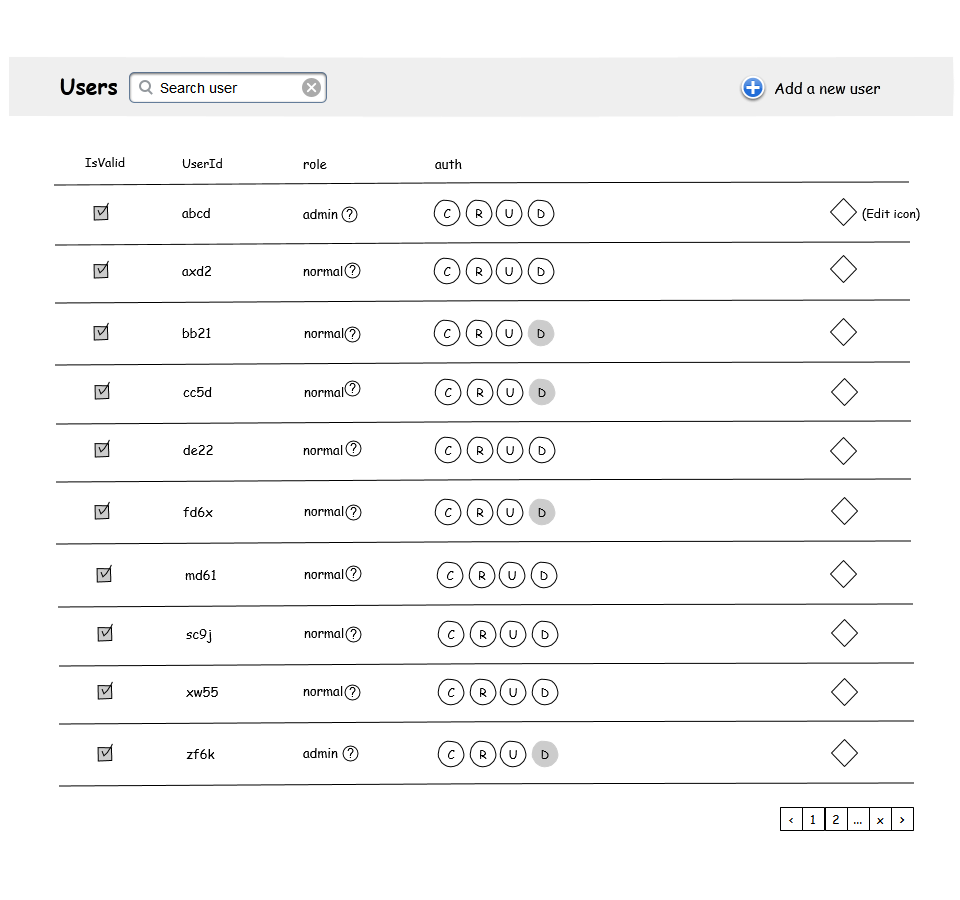 Users Search user Add a new user
IsValid UserId role auth
abcd admin ? C R U D (Edit icon)
axd2 normal ? C R U D
bb21 normal ? C R U D
cc5d normal ? C R U D
de22 normal ? C R U D
fd6x normal ? C R U D
md61 normal ? C R U D
sc9j normal ? C R U D
xw55 normal ? C R U D
zf6k admin ? C R U D
< 1 2 ... x >